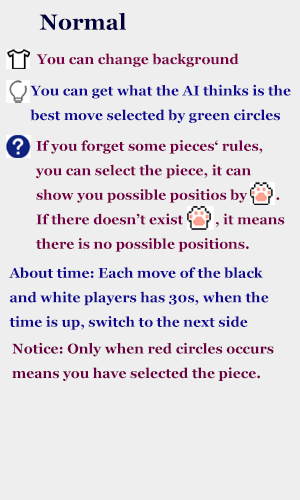 Normal
You can change background
You can get what the AI thinks is the
best move selected by green circles
? If you forget some pieces‘ rules,
you can select the piece, it can
show you possible positios by .
If there doesn't exist , it means
there is no possible positions.
About time: Each move of the black
and white players has 30s, when the
time is up, switch to the next side
Notice: Only when red circles occurs
means you have selected the piece.